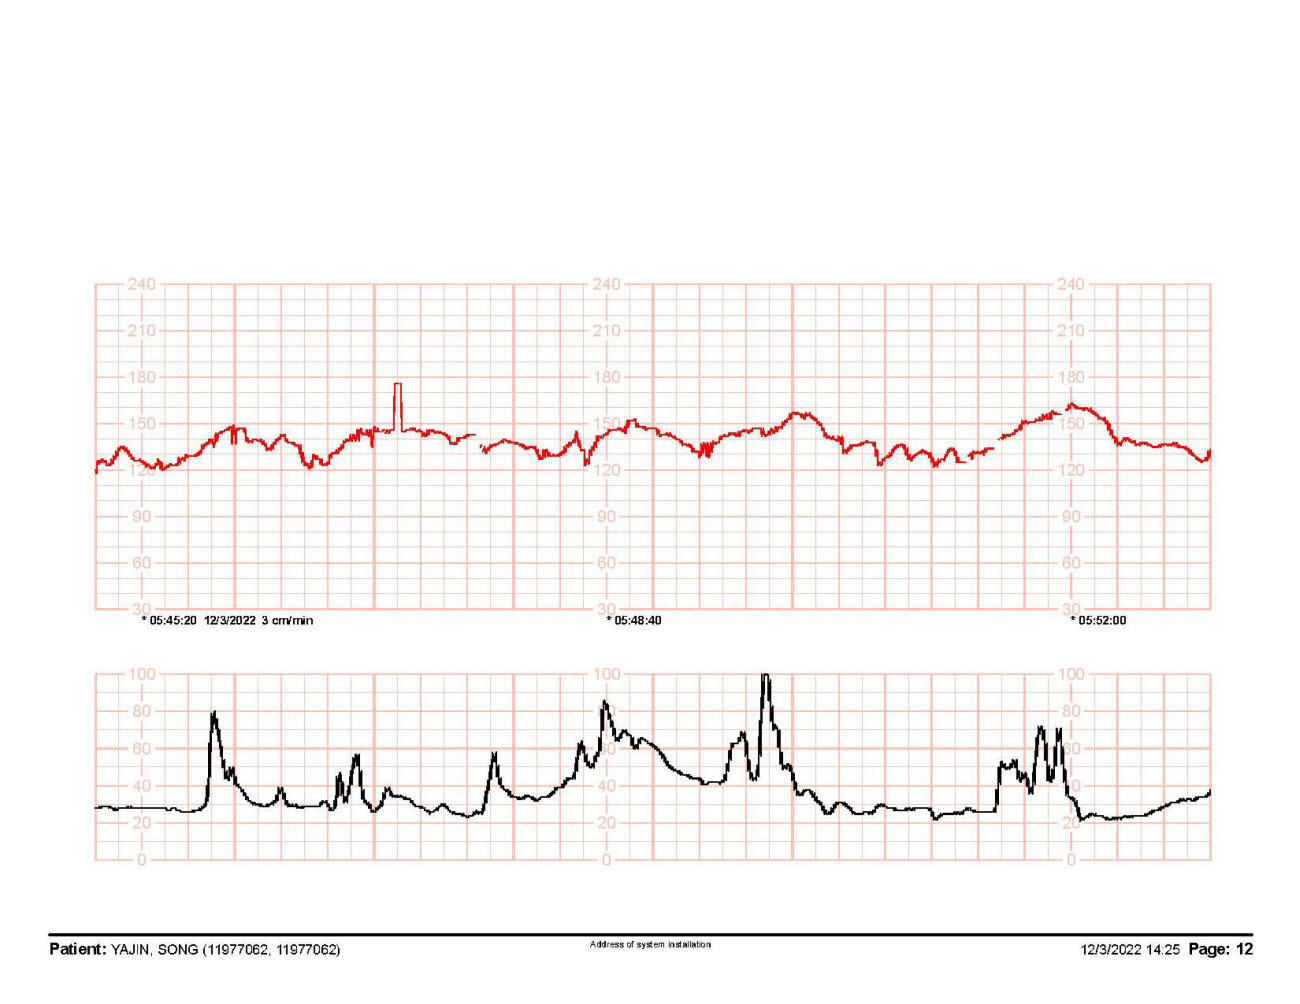 240 240 240
210 210 210
180 180 180
150 150 150
120 120 120
90 90 90
60 60 60
30 30 30
* 05:45:20 12/3/2022 3 cm/min * 05:48:40 * 05:52:00
100 100 100
80 80 80
60 60 60
40 40 40
20 20 20
0 0 0
Patient: YAJIN, SONG (11977062, 11977062) Address of system installation 12/3/2022 14:25 Page: 12